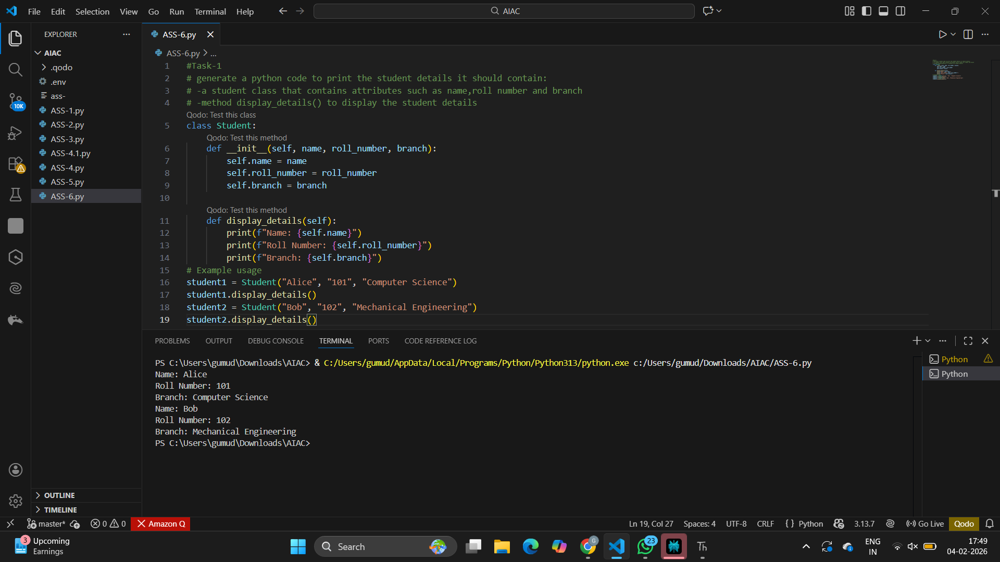 File Edit Selection View Go Run Terminal Help
AIAC
EXPLORER
AIAC
.qodo
.env
ass-
ASS-1.py
ASS-2.py
ASS-3.py
ASS-4.1.py
ASS-4.py
ASS-5.py
ASS-6.py
OUTLINE
TIMELINE
10K
ASS-6.py
ASS-6.py > ...
1 #Task-1
2 # generate a python code to print the student details it should contain:
3 # -a student class that contains attributes such as name,roll number and branch
4 # -method display_details() to display the student details
Qodo: Test this class
5 class Student:
Qodo: Test this method
6 def __init__(self, name, roll_number, branch):
7 self.name = name
8 self.roll_number = roll_number
9 self.branch = branch
10
Qodo: Test this method
11 def display_details(self):
12 print(f"Name: {self.name}")
13 print(f"Roll Number: {self.roll_number}")
14 print(f"Branch: {self.branch}")
15 # Example usage
16 student1 = Student("Alice", "101", "Computer Science")
17 student1.display_details()
18 student2 = Student("Bob", "102", "Mechanical Engineering")
19 student2.display_details()
PROBLEMS OUTPUT DEBUG CONSOLE TERMINAL PORTS CODE REFERENCE LOG
PS C:\Users\gumud\Downloads\AIAC> & C:/Users/gumud/AppData/Local/Programs/Python/Python313/python.exe c:/Users/gumud/Downloads/AIAC/ASS-6.py
Name: Alice
Roll Number: 101
Branch: Computer Science
Name: Bob
Roll Number: 102
Branch: Mechanical Engineering
PS C:\Users\gumud\Downloads\AIAC>
Python
Python
master* 0 0 Amazon Q Ln 19, Col 27 Spaces: 4 UTF-8 CRLF { } Python 3.13.7 Go Live Qodo
3 Upcoming
Earnings
Search
G
23
Th
ENG
IN
17:49
04-02-2026